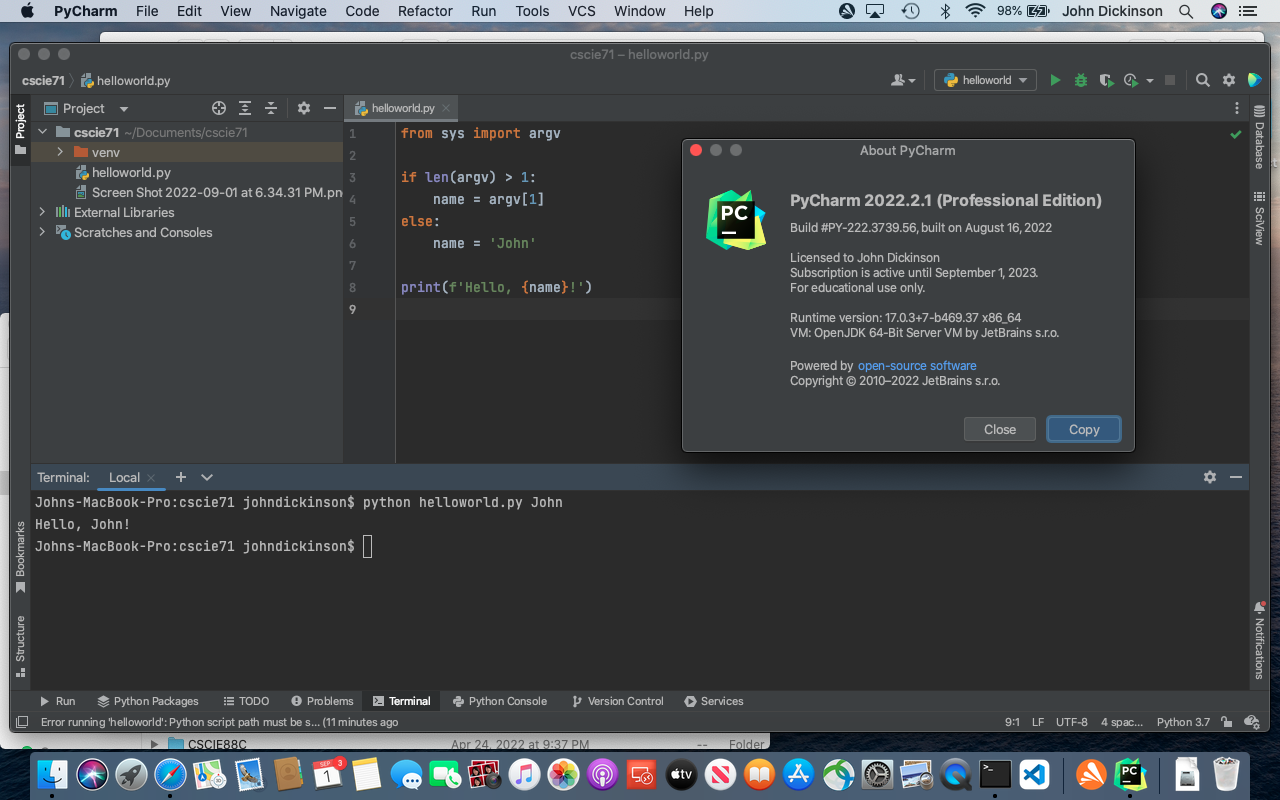 PyCharm File Edit View Navigate Code Refactor Run Tools VCS Window Help 98% John Dickinson
cscie71 – helloworld.py
cscie71 helloworld.py helloworld
Project
helloworld.py
cscie71 ~/Documents/cscie71
venv
helloworld.py
Screen Shot 2022-09-01 at 6.34.31 PM.pn
External Libraries
Scratches and Consoles
Project
Bookmarks
Structure
1 from sys import argv
2
3 if len(argv) > 1:
4 name = argv[1]
5 else:
6 name = 'John'
7
8 print(f'Hello, {name}!')
9
About PyCharm
PC
PyCharm 2022.2.1 (Professional Edition)
Build #PY-222.3739.56, built on August 16, 2022
Licensed to John Dickinson
Subscription is active until September 1, 2023.
For educational use only.
Runtime version: 17.0.3+7-b469.37 x86_64
VM: OpenJDK 64-Bit Server VM by JetBrains s.r.o.
Powered by open-source software
Copyright © 2010–2022 JetBrains s.r.o.
Close Copy
Database
SciView
Notifications
Terminal: Local
Johns-MacBook-Pro:cscie71 johndickinson$ python helloworld.py John
Hello, John!
Johns-MacBook-Pro:cscie71 johndickinson$
Run Python Packages TODO Problems Terminal Python Console Version Control Services
Error running 'helloworld': Python script path must be s... (11 minutes ago 9:1 LF UTF-8 4 spac... Python 3.7
CSCIE88C Apr 24, 2022 at 9:37 PM -- Folder
SEP
1
3
tv
PC